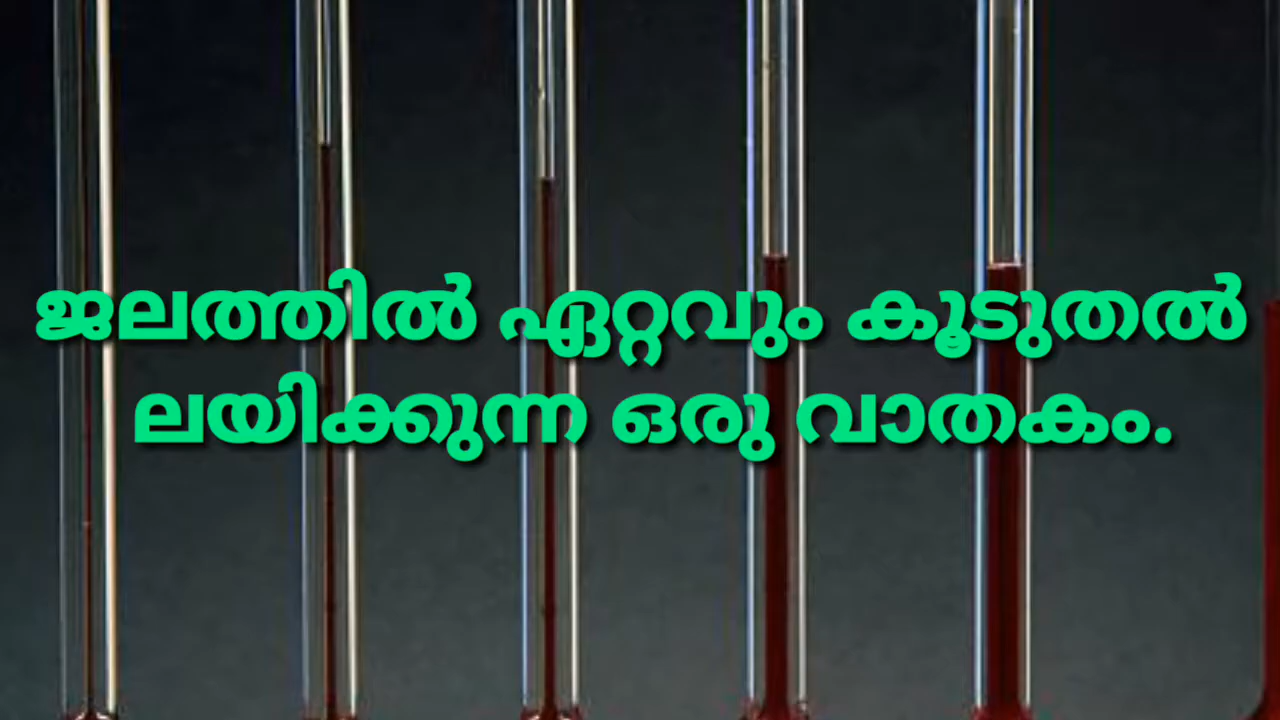 ജലത്തിൽ ഏറ്റവും കൂടുതൽ
ലയിക്കുന്ന ഒരു വാതകം.